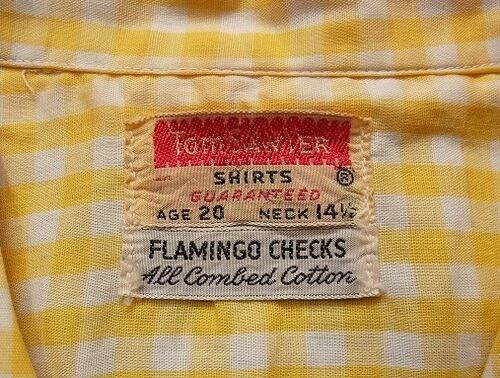 TOM SAWYER
SHIRTS ®
GUARANTEED
AGE 20 NECK 14½
FLAMINGO CHECKS
All Combed Cotton